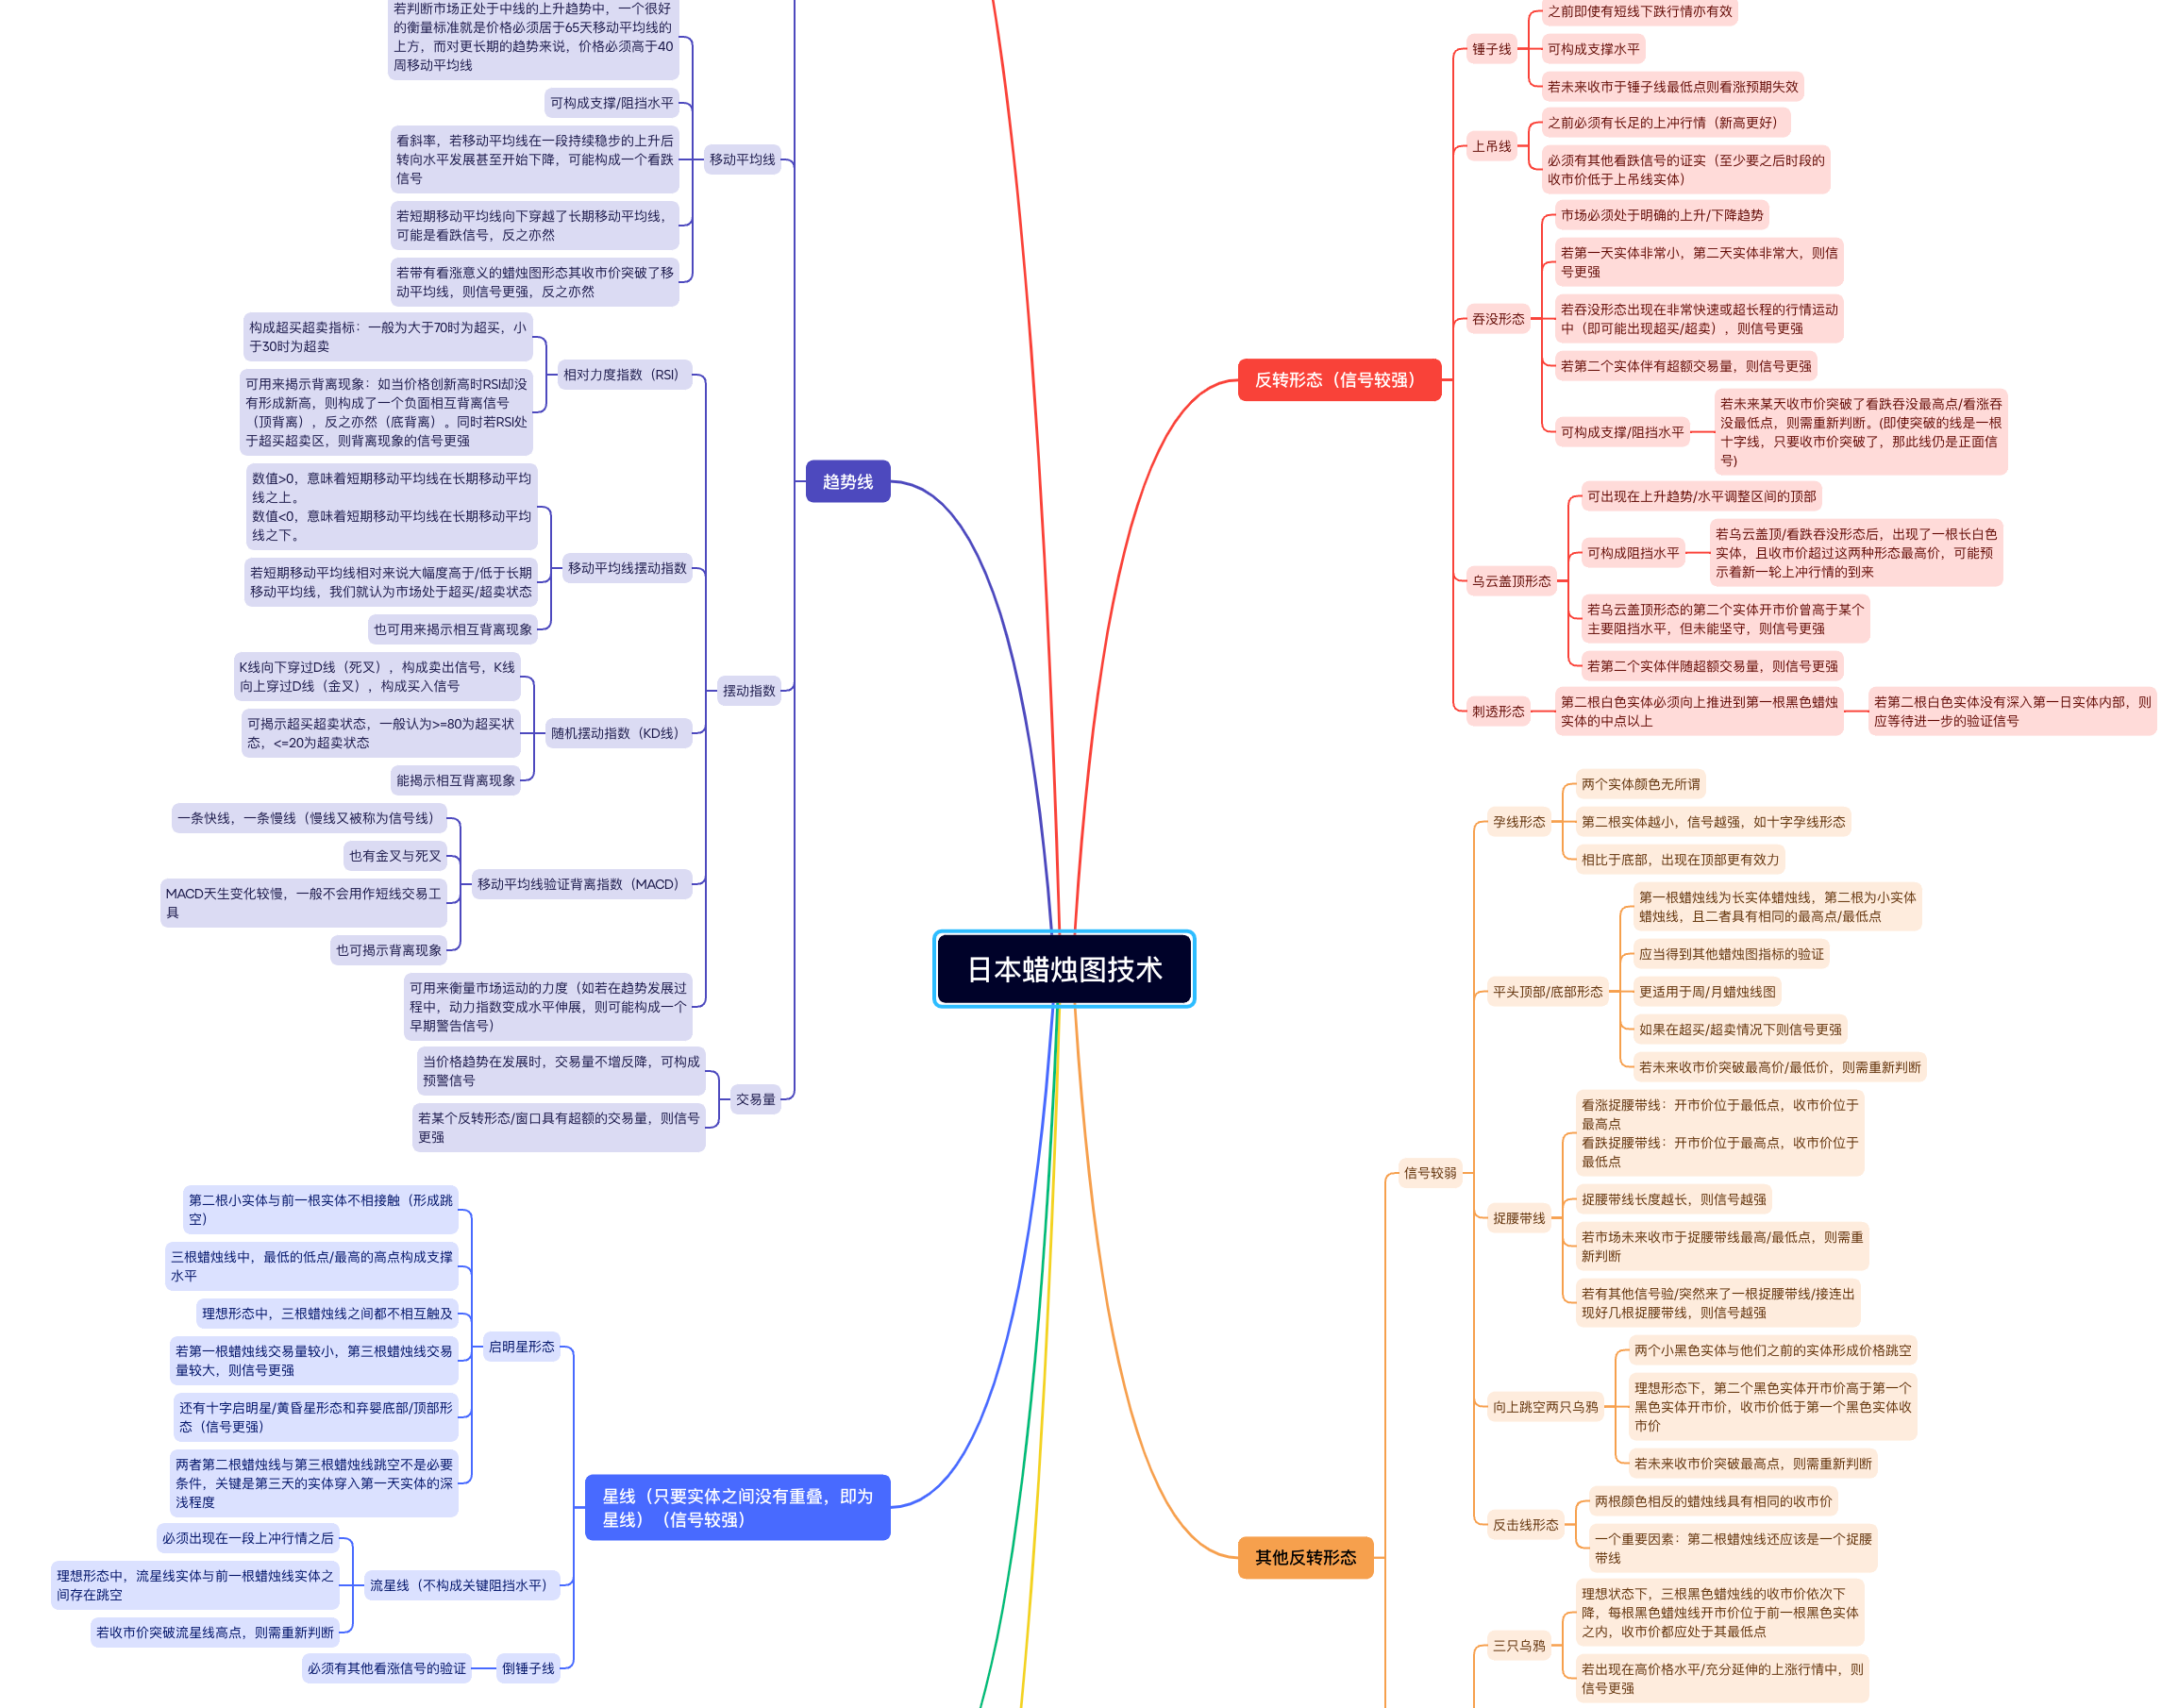 日本蜡烛图技术
反转形态（信号较强）
锤子线
之前即使有短线下跌行情亦有效
可构成支撑水平
若未来收市于锤子线最低点则看涨预期失效
上吊线
之前必须有长足的上冲行情（新高更好）
必须有其他看跌信号的证实（至少要之后时段的
收市价低于上吊线实体）
吞没形态
市场必须处于明确的上升/下降趋势
若第一天实体非常小，第二天实体非常大，则信
号更强
若吞没形态出现在非常快速或超长程的行情运动
中（即可能出现超买/超卖），则信号更强
若第二个实体伴有超额交易量，则信号更强
可构成支撑/阻挡水平
若未来某天收市价突破了看跌吞没最高点/看涨吞
没最低点，则需重新判断。(即使突破的线是一根
十字线，只要收市价突破了，那此线仍是正面信
号)
乌云盖顶形态
可出现在上升趋势/水平调整区间的顶部
可构成阻挡水平
若乌云盖顶/看跌吞没形态后，出现了一根长白色
实体，且收市价超过这两种形态最高价，可能预
示着新一轮上冲行情的到来
若乌云盖顶形态的第二个实体开市价曾高于某个
主要阻挡水平，但未能坚守，则信号更强
若第二个实体伴随超额交易量，则信号更强
刺透形态
第二根白色实体必须向上推进到第一根黑色蜡烛
实体的中点以上
若第二根白色实体没有深入第一日实体内部，则
应等待进一步的验证信号
其他反转形态
信号较弱
孕线形态
两个实体颜色无所谓
第二根实体越小，信号越强，如十字孕线形态
相比于底部，出现在顶部更有效力
平头顶部/底部形态
第一根蜡烛线为长实体蜡烛线，第二根为小实体
蜡烛线，且二者具有相同的最高点/最低点
应当得到其他蜡烛图指标的验证
更适用于周/月蜡烛线图
如果在超买/超卖情况下则信号更强
若未来收市价突破最高价/最低价，则需重新判断
捉腰带线
看涨捉腰带线：开市价位于最低点，收市价位于
最高点
看跌捉腰带线：开市价位于最高点，收市价位于
最低点
捉腰带线长度越长，则信号越强
若市场未来收市于捉腰带线最高/最低点，则需重
新判断
若有其他信号验/突然来了一根捉腰带线/接连出
现好几根捉腰带线，则信号越强
向上跳空两只乌鸦
两个小黑色实体与他们之前的实体形成价格跳空
理想形态下，第二个黑色实体开市价高于第一个
黑色实体开市价，收市价低于第一个黑色实体收
市价
若未来收市价突破最高点，则需重新判断
反击线形态
两根颜色相反的蜡烛线具有相同的收市价
一个重要因素：第二根蜡烛线还应该是一个捉腰
带线
三只乌鸦
理想状态下，三根黑色蜡烛线的收市价依次下
降，每根黑色蜡烛线开市价位于前一根黑色实体
之内，收市价都应处于其最低点
若出现在高价格水平/充分延伸的上涨行情中，则
信号更强
趋势线
移动平均线
若判断市场正处于中线的上升趋势中，一个很好
的衡量标准就是价格必须居于65天移动平均线的
上方，而对更长期的趋势来说，价格必须高于40
周移动平均线
可构成支撑/阻挡水平
看斜率，若移动平均线在一段持续稳步的上升后
转向水平发展甚至开始下降，可能构成一个看跌
信号
若短期移动平均线向下穿越了长期移动平均线，
可能是看跌信号，反之亦然
若带有看涨意义的蜡烛图形态其收市价突破了移
动平均线，则信号更强，反之亦然
摆动指数
相对力度指数（RSI）
构成超买超卖指标：一般为大于70时为超买，小
于30时为超卖
可用来揭示背离现象：如当价格创新高时RSI却没
有形成新高，则构成了一个负面相互背离信号
（顶背离），反之亦然（底背离）。同时若RSI处
于超买超卖区，则背离现象的信号更强
移动平均线摆动指数
数值>0，意味着短期移动平均线在长期移动平均
线之上。
数值<0，意味着短期移动平均线在长期移动平均
线之下。
若短期移动平均线相对来说大幅度高于/低于长期
移动平均线，我们就认为市场处于超买/超卖状态
也可用来揭示相互背离现象
随机摆动指数（KD线）
K线向下穿过D线（死叉），构成卖出信号，K线
向上穿过D线（金叉），构成买入信号
可揭示超买超卖状态，一般认为>=80为超买状
态，<=20为超卖状态
能揭示相互背离现象
移动平均线验证背离指数（MACD）
一条快线，一条慢线（慢线又被称为信号线）
也有金叉与死叉
MACD天生变化较慢，一般不会用作短线交易工
具
也可揭示背离现象
可用来衡量市场运动的力度（如若在趋势发展过
程中，动力指数变成水平伸展，则可能构成一个
早期警告信号）
交易量
当价格趋势在发展时，交易量不增反降，可构成
预警信号
若某个反转形态/窗口具有超额的交易量，则信号
更强
星线（只要实体之间没有重叠，即为
星线）（信号较强）
启明星形态
第二根小实体与前一根实体不相接触（形成跳
空）
三根蜡烛线中，最低的低点/最高的高点构成支撑
水平
理想形态中，三根蜡烛线之间都不相互触及
若第一根蜡烛线交易量较小，第三根蜡烛线交易
量较大，则信号更强
还有十字启明星/黄昏星形态和弃婴底部/顶部形
态（信号更强）
两者第二根蜡烛线与第三根蜡烛线跳空不是必要
条件，关键是第三天的实体穿入第一天实体的深
浅程度
流星线（不构成关键阻挡水平）
必须出现在一段上冲行情之后
理想形态中，流星线实体与前一根蜡烛线实体之
间存在跳空
若收市价突破流星线高点，则需重新判断
倒锤子线
必须有其他看涨信号的验证